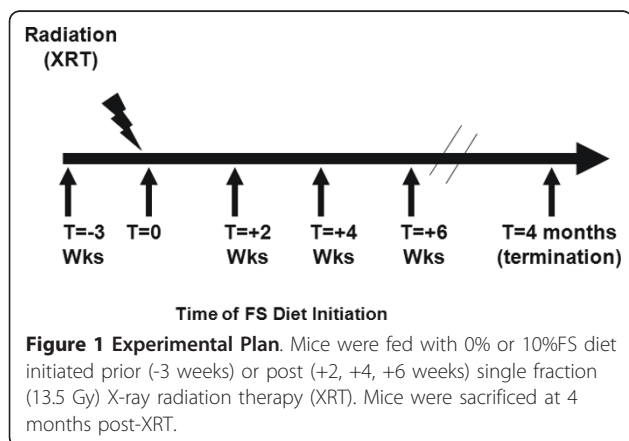 Radiation
(XRT)
T=-3 T=0 T=+2 T=+4 T=+6 T=4 months
Wks Wks Wks Wks (termination)
Time of FS Diet Initiation
Figure 1 Experimental Plan. Mice were fed with 0% or 10%FS diet
initiated prior (-3 weeks) or post (+2, +4, +6 weeks) single fraction
(13.5 Gy) X-ray radiation therapy (XRT). Mice were sacrificed at 4
months post-XRT.